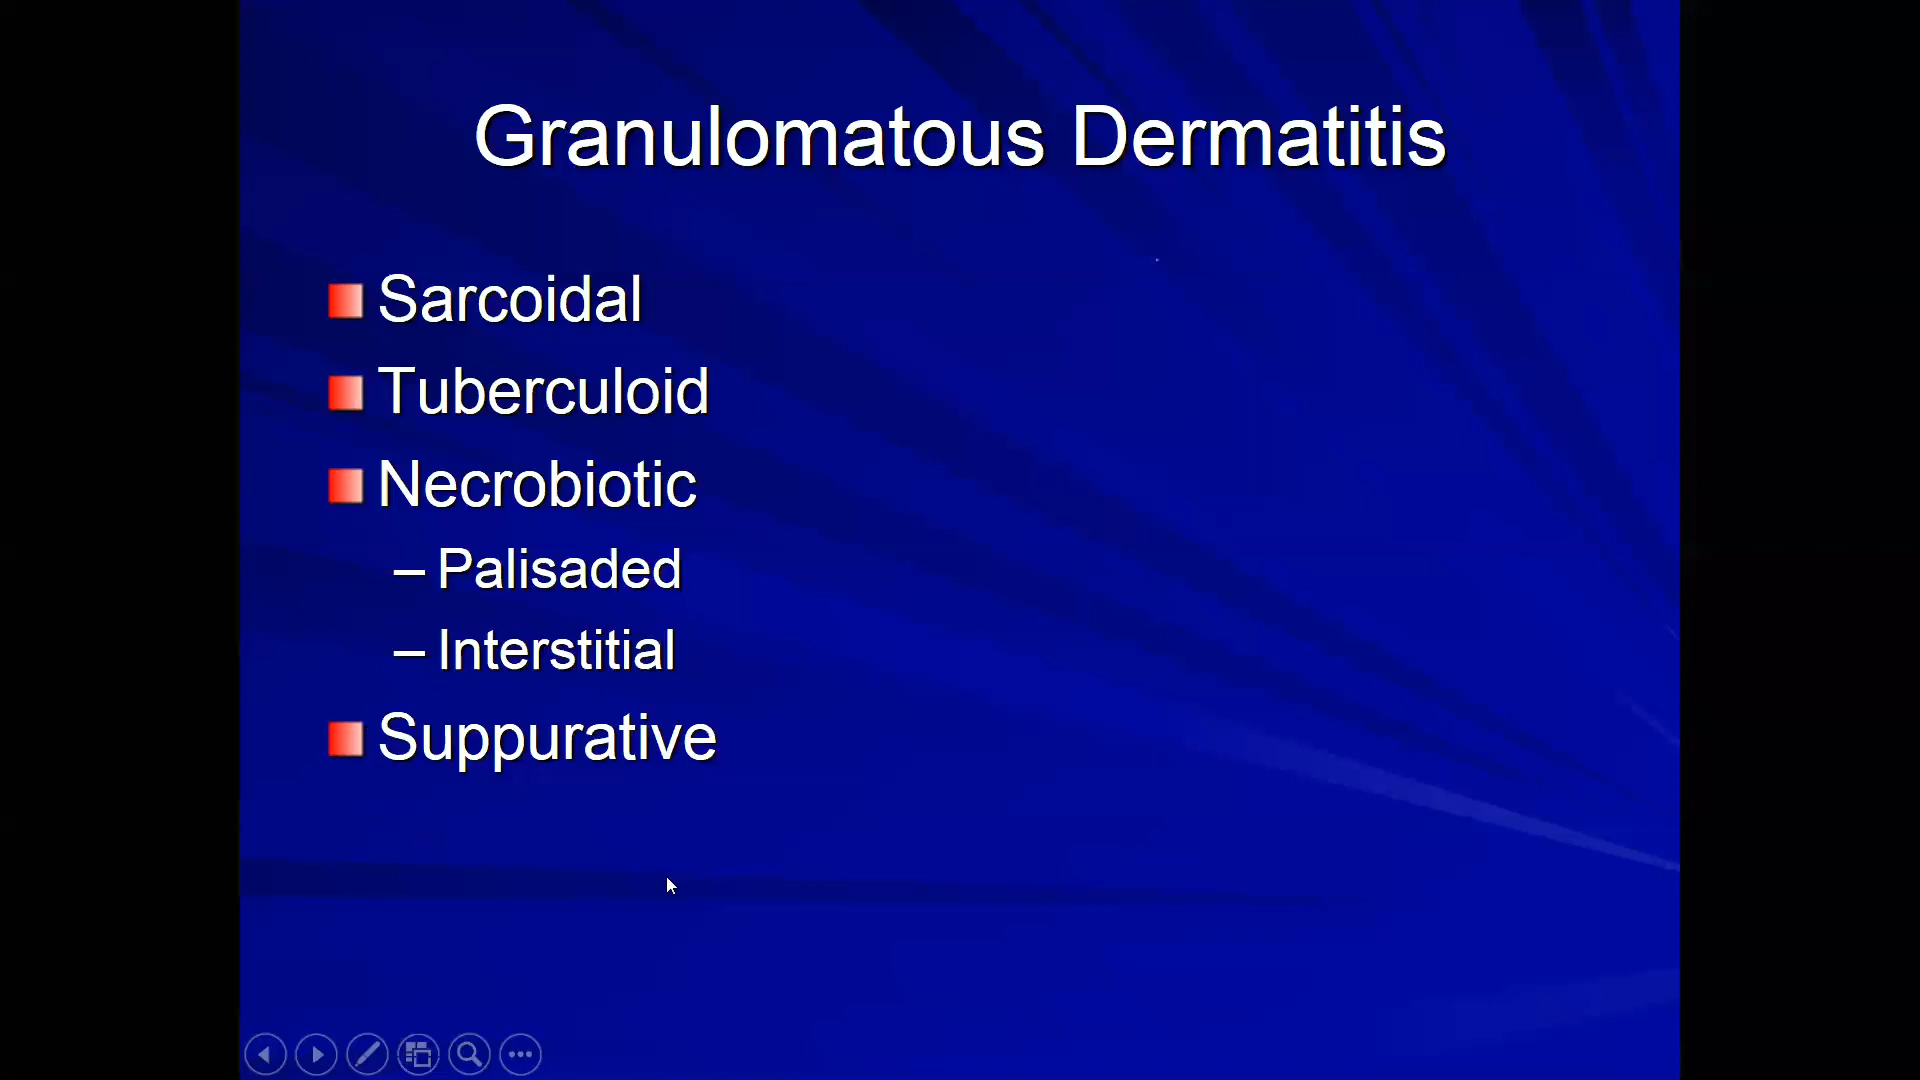 Granulomatous Dermatitis
Sarcoidal
Tuberculoid
Necrobiotic
– Palisaded
– Interstitial
Suppurative